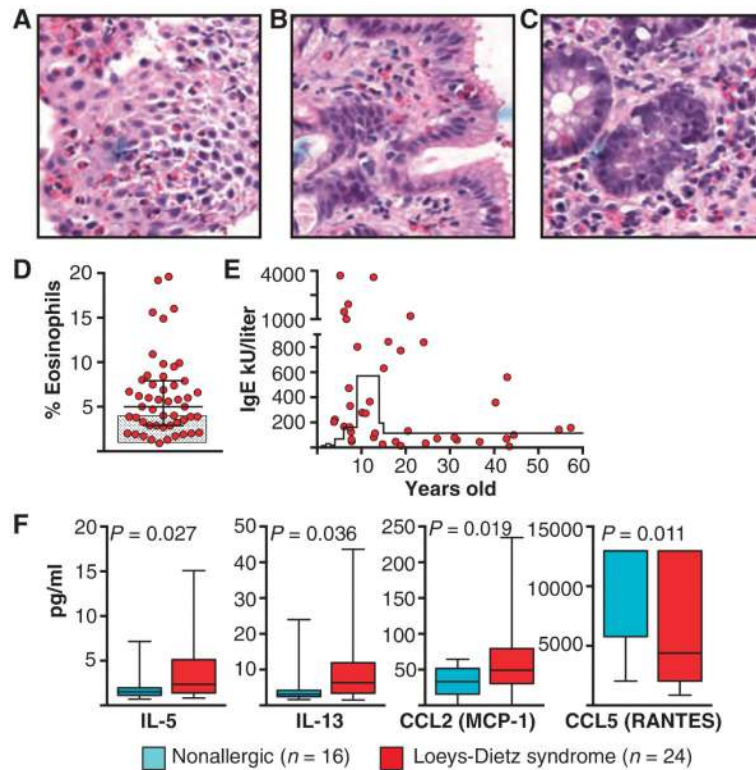 A
B
C
D
E
20
15
10
5
% Eosinophils
4000
1000
800
600
400
200
IgE kU/liter
10 20 30 40 50 60
Years old
F
pg/ml
20
15
10
5
P = 0.027
IL-5
50
40
30
20
10
P = 0.036
IL-13
250
200
150
100
50
P = 0.019
CCL2 (MCP-1)
15000
10000
5000
P = 0.011
CCL5 (RANTES)
Nonallergic (n = 16)
Loeys-Dietz syndrome (n = 24)